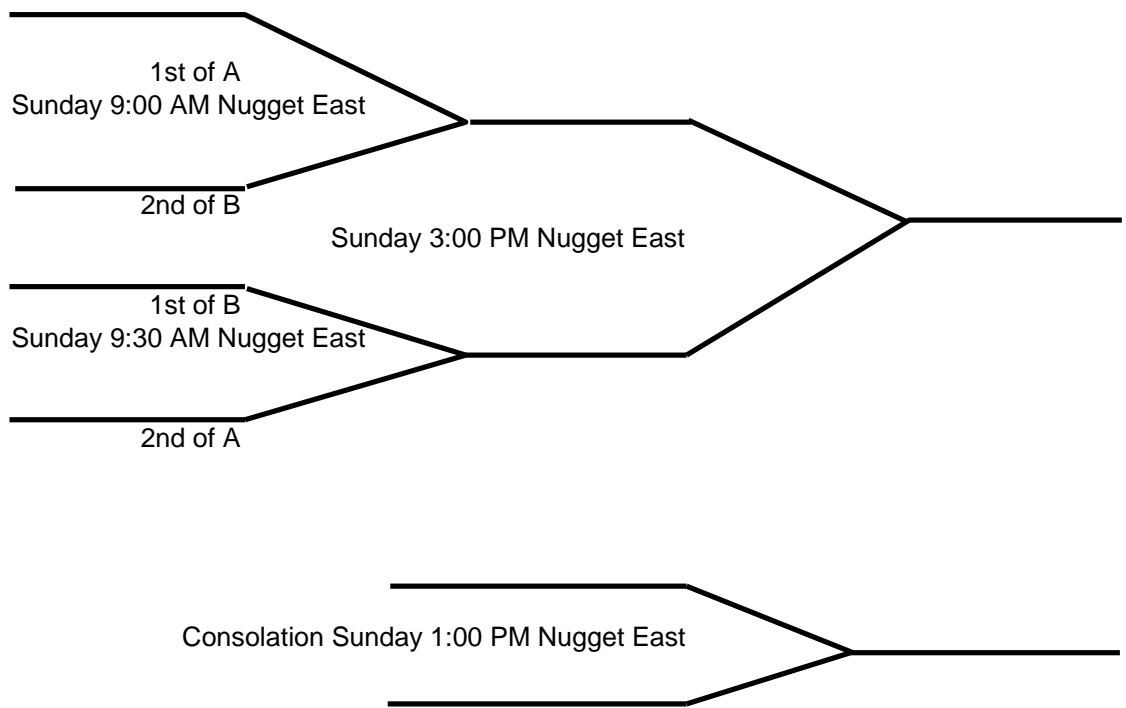 1st of A
Sunday 9:00 AM Nugget East
2nd of B
Sunday 3:00 PM Nugget East
1st of B
Sunday 9:30 AM Nugget East
2nd of A
Consolation Sunday 1:00 PM Nugget East